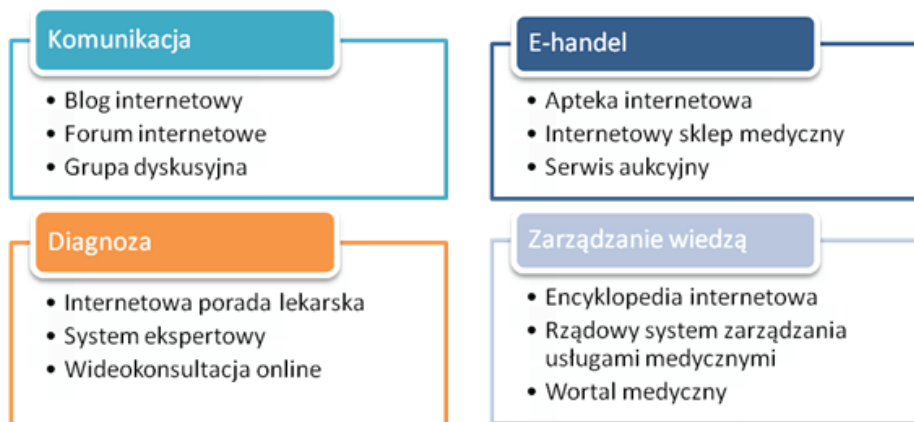 Komunikacja
• Blog internetowy
• Forum internetowe
• Grupa dyskusyjna
E-handel
• Apteka internetowa
• Internetowy sklep medyczny
• Serwis aukcyjny
Diagnoza
• Internetowa porada lekarska
• System ekspertowy
• Wideokonsultacja online
Zarządzanie wiedzą
• Encyklopedia internetowa
• Rządowy system zarządzania
usługami medycznymi
• Wortal medyczny